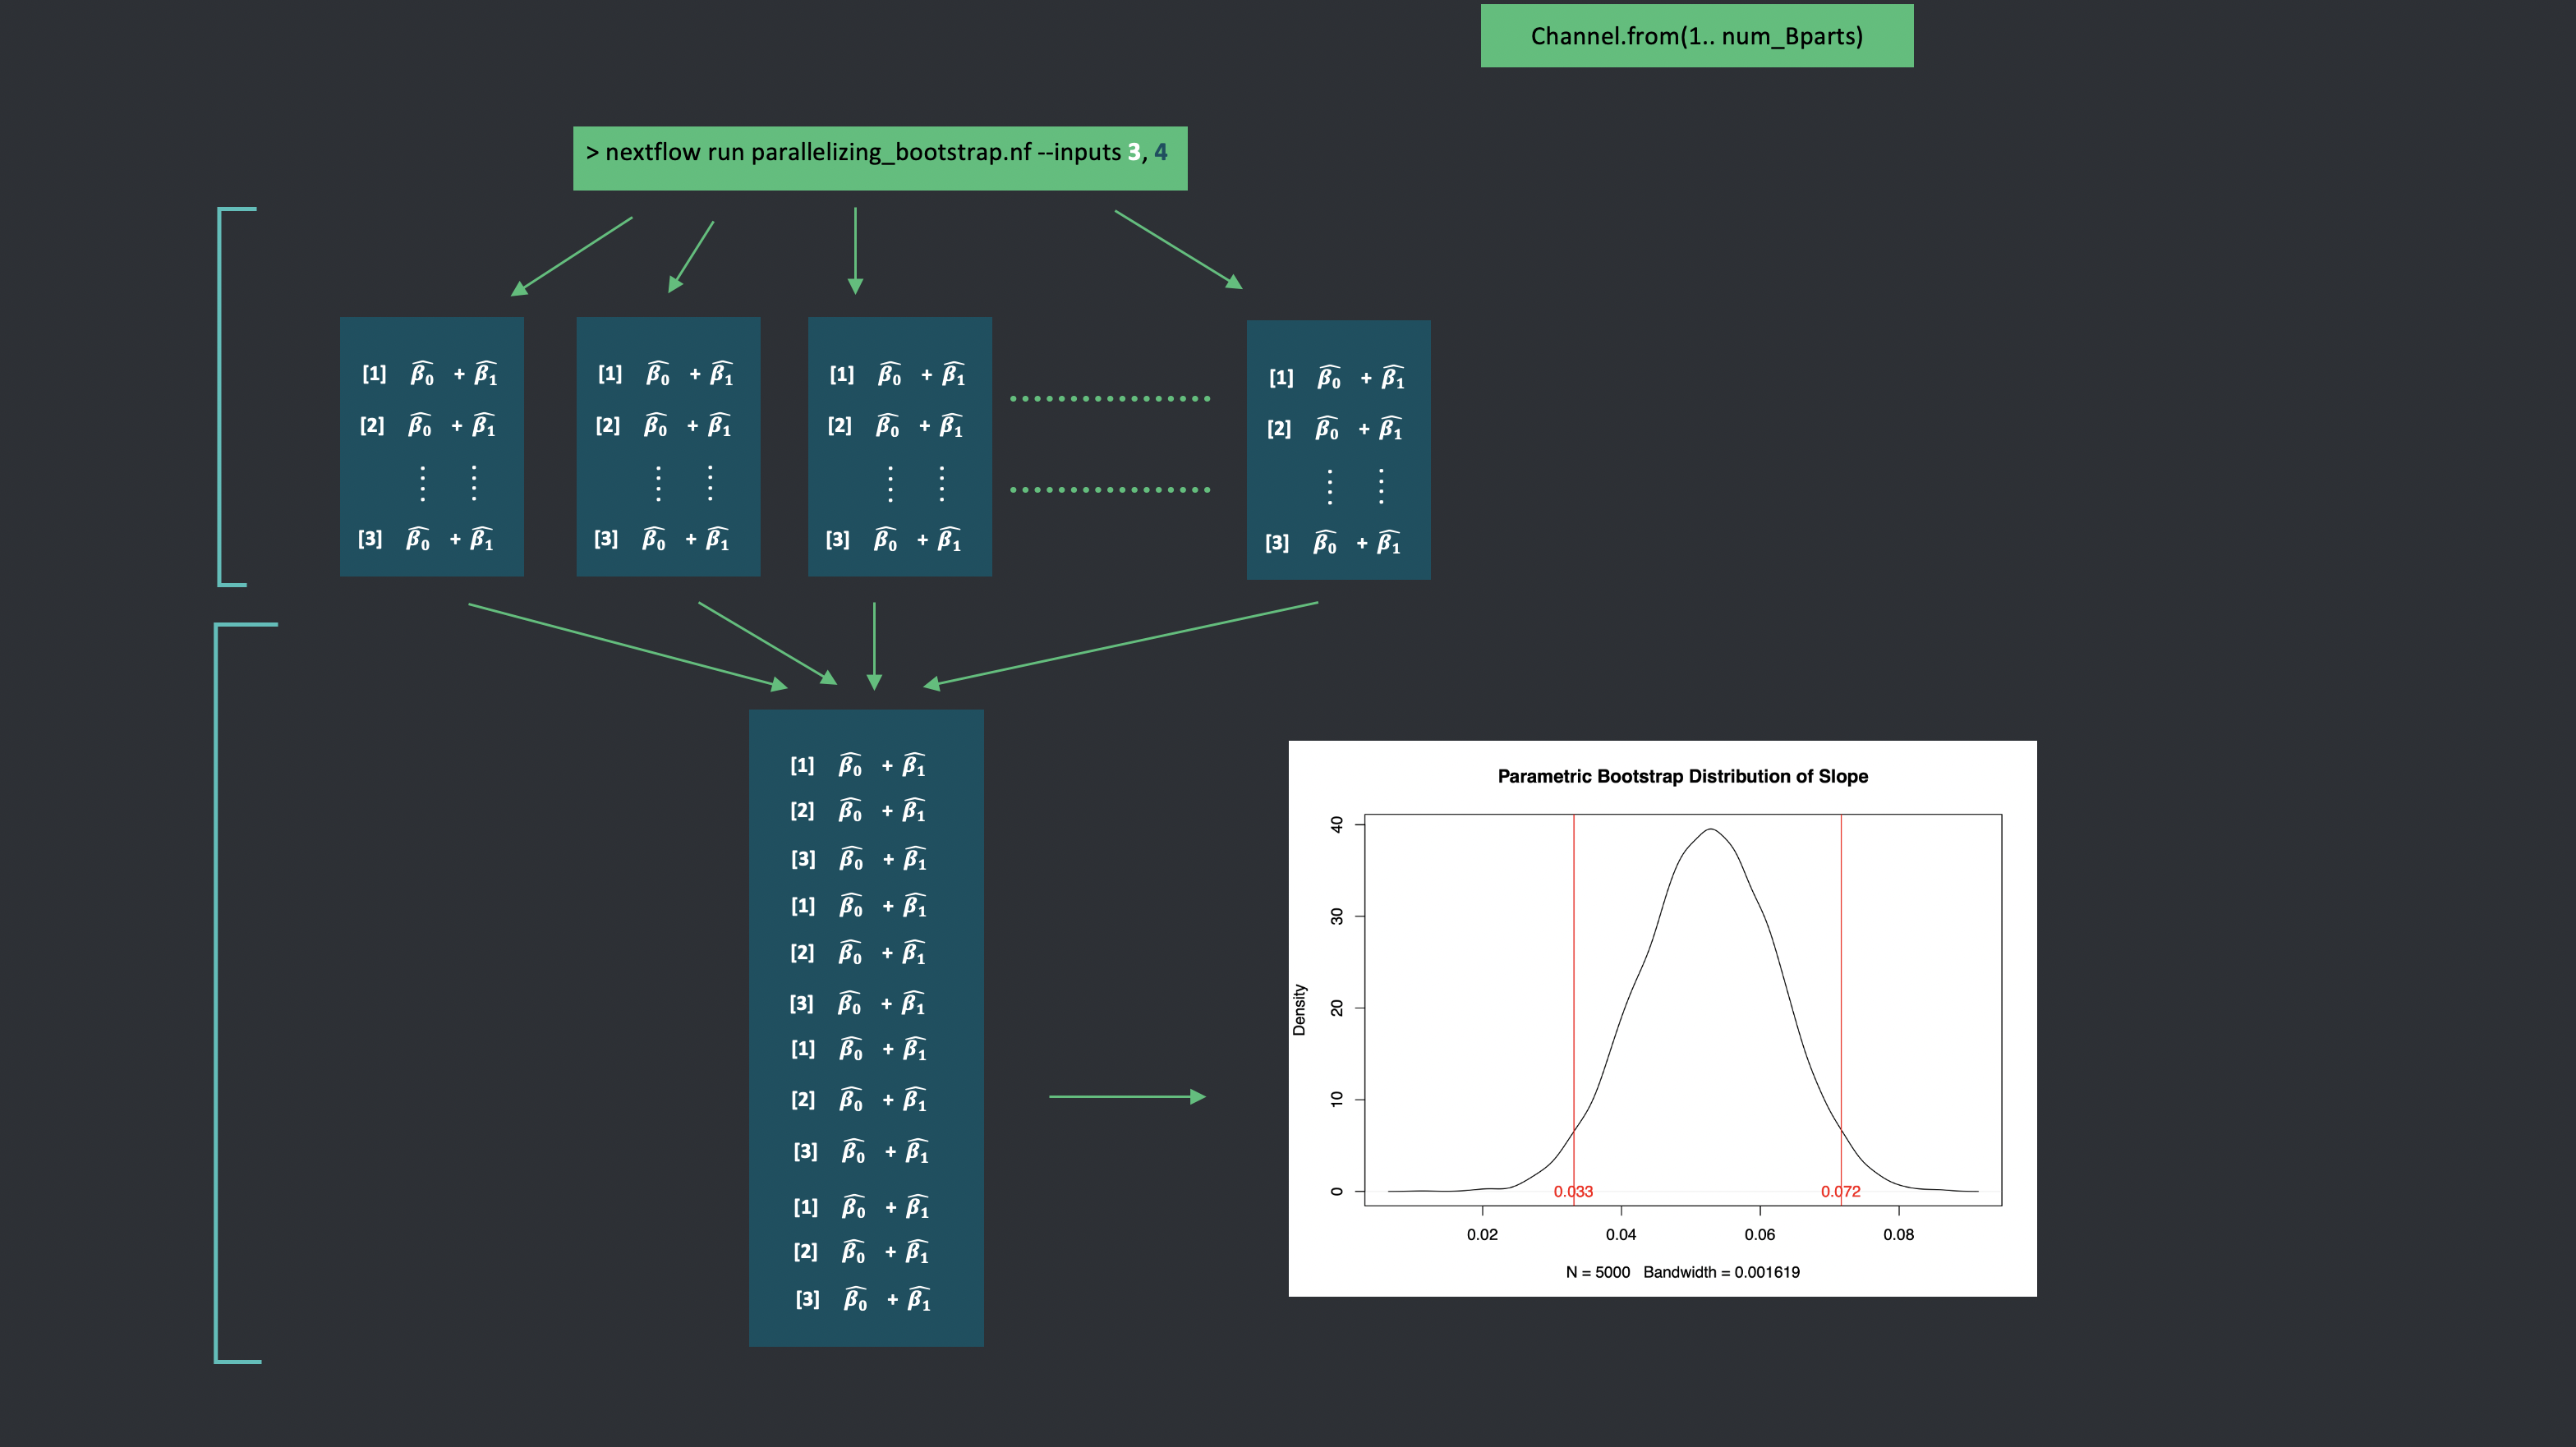 Channel.from(1.. num_Bparts)
> nextflow run parallelizing_bootstrap.nf --inputs 3, 4
[1] β̂₀ + β̂₁
[2] β̂₀ + β̂₁
[3] β̂₀ + β̂₁
[1] β̂₀ + β̂₁
[2] β̂₀ + β̂₁
[3] β̂₀ + β̂₁
[1] β̂₀ + β̂₁
[2] β̂₀ + β̂₁
[3] β̂₀ + β̂₁
[1] β̂₀ + β̂₁
[2] β̂₀ + β̂₁
[3] β̂₀ + β̂₁
[1] β̂₀ + β̂₁
[2] β̂₀ + β̂₁
[3] β̂₀ + β̂₁
[1] β̂₀ + β̂₁
[2] β̂₀ + β̂₁
[3] β̂₀ + β̂₁
[1] β̂₀ + β̂₁
[2] β̂₀ + β̂₁
[3] β̂₀ + β̂₁
[1] β̂₀ + β̂₁
[2] β̂₀ + β̂₁
[3] β̂₀ + β̂₁
Parametric Bootstrap Distribution of Slope
Density
40
30
20
10
0
0.033
0.072
0.02
0.04
0.06
0.08
N = 5000 Bandwidth = 0.001619